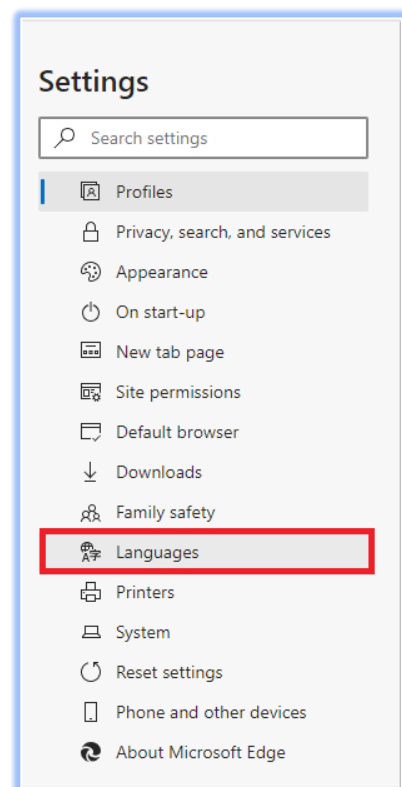 Settings
Search settings
Profiles
Privacy, search, and services
Appearance
On start-up
New tab page
Site permissions
Default browser
Downloads
Family safety
Languages
Printers
System
Reset settings
Phone and other devices
About Microsoft Edge